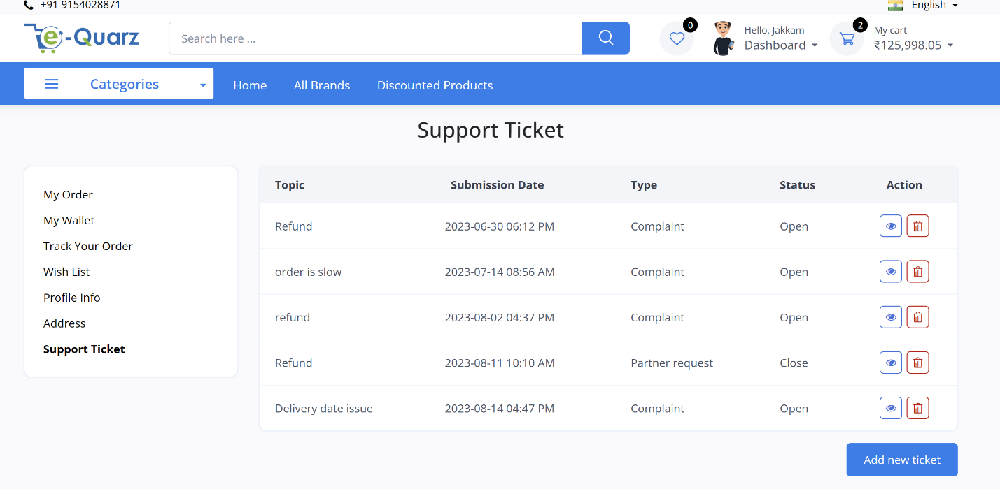 +91 9154028871
English
e-Quarz
Search here ...
0
Hello, Jakkam
Dashboard
2
My cart
₹125,998.05
Categories
Home
All Brands
Discounted Products
Support Ticket
My Order
My Wallet
Track Your Order
Wish List
Profile Info
Address
Support Ticket
Topic Submission Date Type Status Action
Refund 2023-06-30 06:12 PM Complaint Open
order is slow 2023-07-14 08:56 AM Complaint Open
refund 2023-08-02 04:37 PM Complaint Open
Refund 2023-08-11 10:10 AM Partner request Close
Delivery date issue 2023-08-14 04:47 PM Complaint Open
Add new ticket